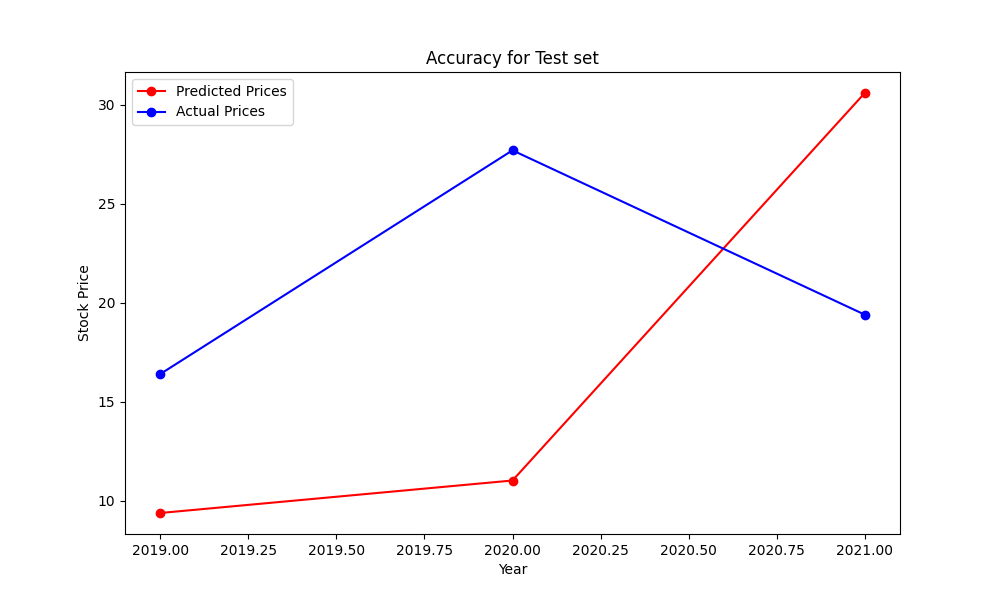 Accuracy for Test set
Predicted Prices
Actual Prices
30
25
20
15
10
Stock Price
2019.00 2019.25 2019.50 2019.75 2020.00 2020.25 2020.50 2020.75 2021.00
Year